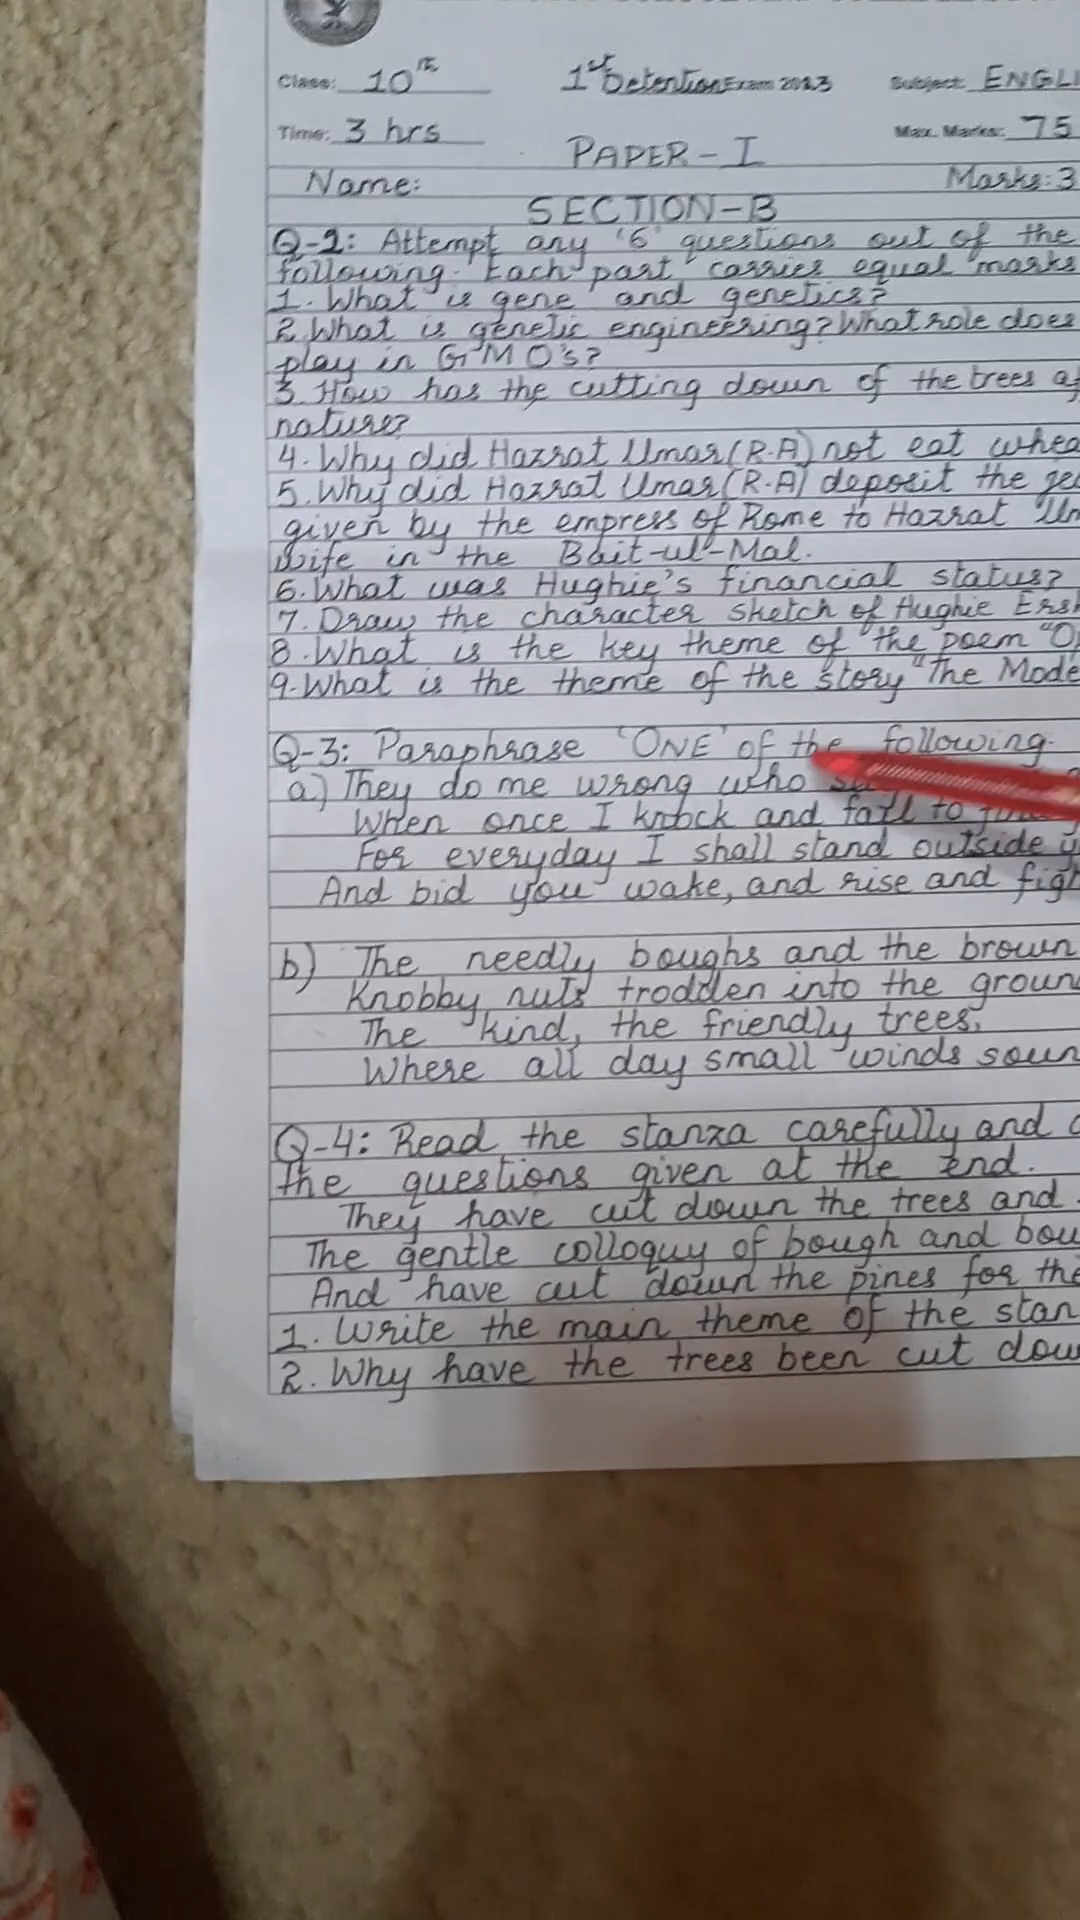 Class: 10th 1st Detention Exam 2023 Subject: ENGLI
Time: 3 hrs Max. Marks: 75
PAPER-I
Name: Marks: 3
SECTION-B
Q-2: Attempt any '6' questions out of the
following. Each part carries equal marks
1. What is gene and genetics?
2. What is genetic engineering? What role does
play in GMO's?
3. How has the cutting down of the trees af
nature?
4. Why did Hazrat Umar (R.A) not eat whea
5. Why did Hazrat Umar (R.A) deposit the
given by the empress of Rome to Hazrat Um
wife in the Bait-ul-Mal.
6. What was Hughie's financial status?
7. Draw the character sketch of Hughie Ersk
8. What is the key theme of the poem "Op
9. What is the theme of the story "The Mode
Q-3: Paraphrase 'ONE' of the following.
a) They do me wrong who
When once I knock and fail to
For everyday I shall stand outside y
And bid you wake, and rise and figh
b) The needly boughs and the brown
Knobby nuts trodden into the groun
The kind, the friendly trees,
Where all day small winds soun
Q-4: Read the stanza carefully and a
the questions given at the end.
They have cut down the trees and
The gentle colloquy of bough and bou
And have cut down the pines for the
1. Write the main theme of the stan
2. Why have the trees been cut dow